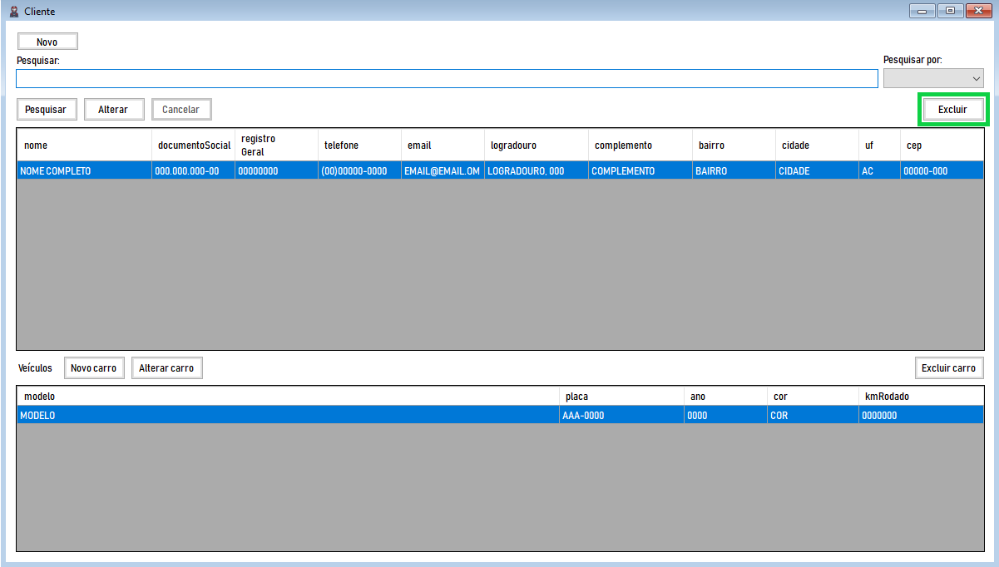 Cliente
Novo
Pesquisar:
Pesquisar por:
Pesquisar Alterar Cancelar Excluir
nome documentoSocial registro Geral telefone email logradouro complemento bairro cidade uf cep
NOME COMPLETO 000.000.000-00 00000000 (00)00000-0000 EMAIL@EMAIL.OM LOGRADOURO, 000 COMPLEMENTO BAIRRO CIDADE AC 00000-000
Veículos Novo carro Alterar carro Excluir carro
modelo placa ano cor kmRodado
MODELO AAA-0000 0000 COR 0000000